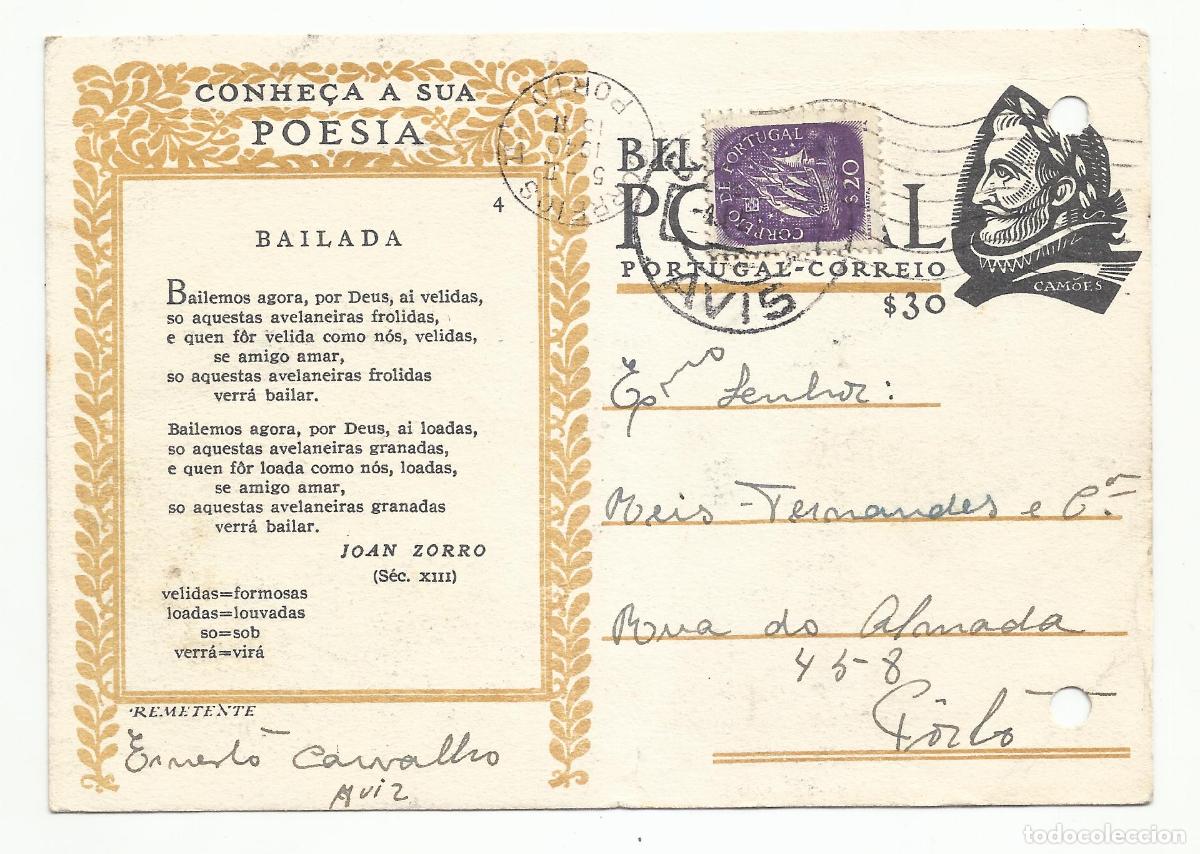 CONHEÇA A SUA
POESIA
4
BAILADA
Bailemos agora, por Deus, ai velidas,
so aquestas avelaneiras frolidas,
e quen fôr velida como nós, velidas,
se amigo amar,
so aquestas avelaneiras frolidas
verrá bailar.
Bailemos agora, por Deus, ai loadas,
so aquestas avelaneiras granadas,
e quen fôr loada como nós, loadas,
se amigo amar,
so aquestas avelaneiras granadas
verrá bailar.
JOAN ZORRO
(Séc. XIII)
velidas=formosas
loadas=louvadas
so=sob
verrá=virá
REMETENTE
Ernesto Carvalho
Aviz
PORTO
CORREIO DE PORTUGAL
$20
AVIS
PORTUGAL-CORREIO
$30
CAMÕES
Exmo Senhor:
Reis Fernandes e Cª.
Rua do Almada
458
Pôrto
todocoleccion